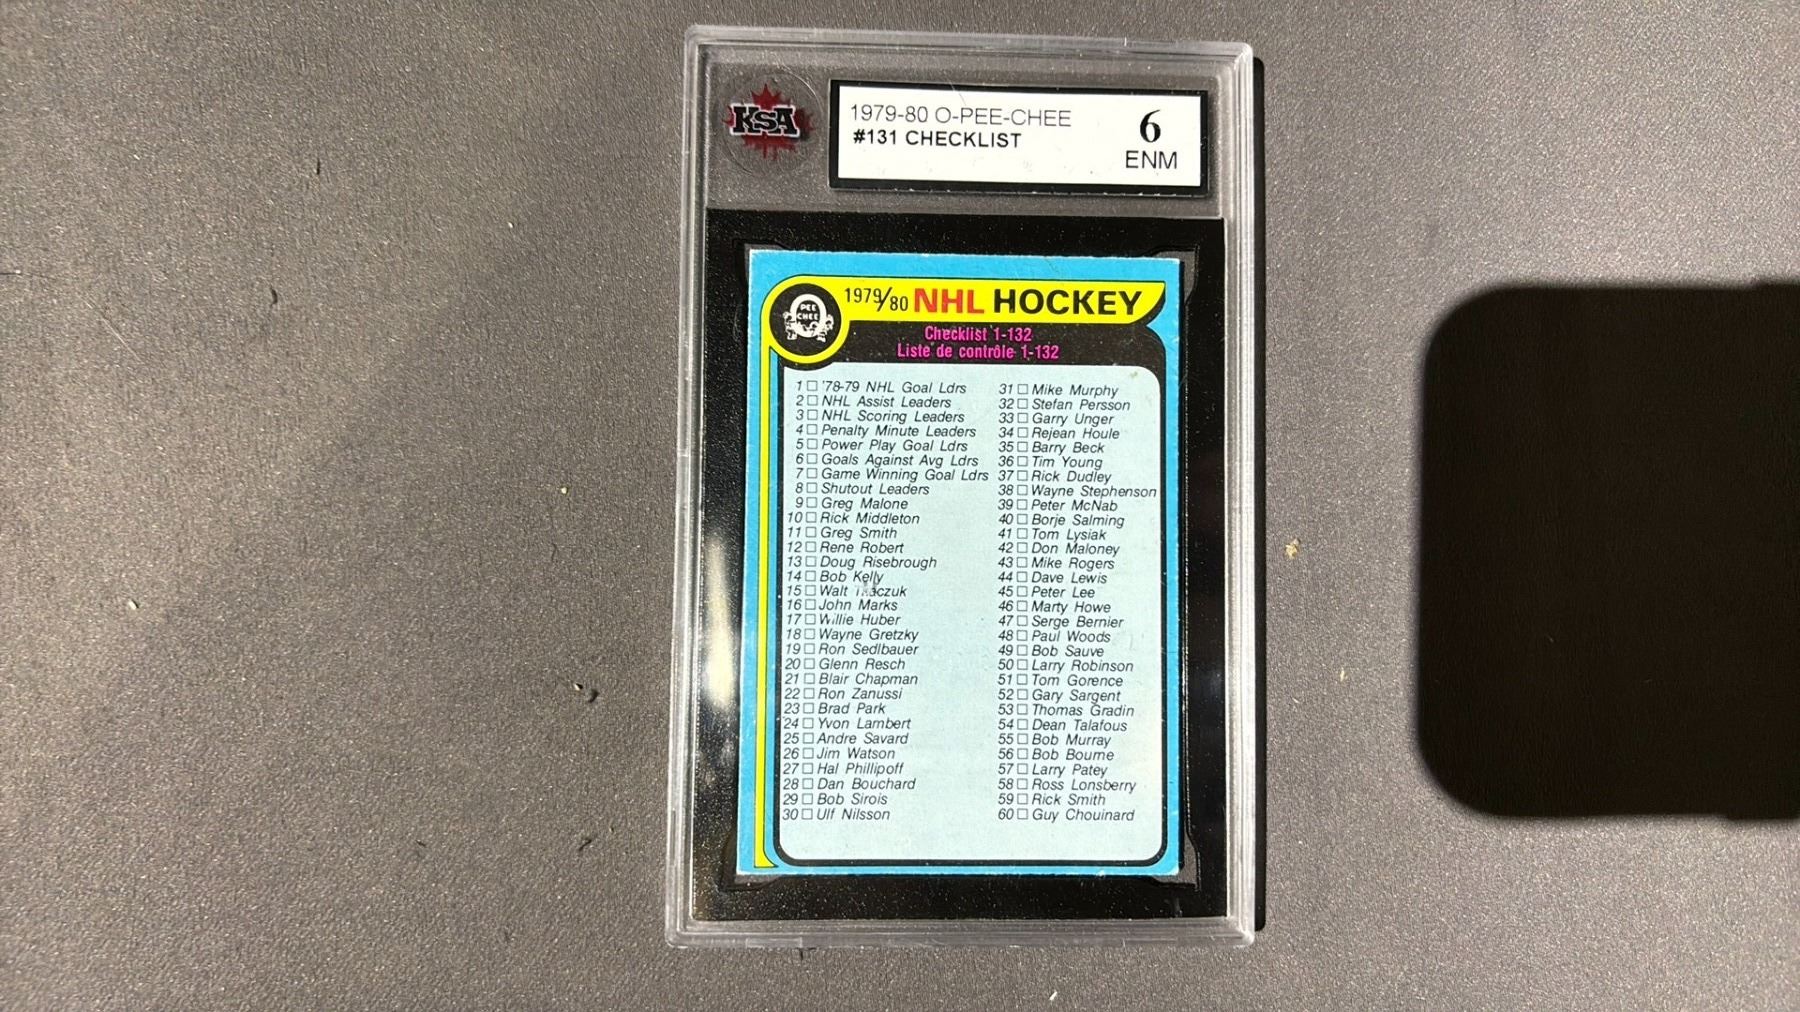 KSA
1979-80 O-PEE-CHEE
#131 CHECKLIST
6
ENM
PEE
CHEE
1979/80 NHL HOCKEY
Checklist 1-132
Liste de contrôle 1-132
1 '78-79 NHL Goal Ldrs
2 NHL Assist Leaders
3 NHL Scoring Leaders
4 Penalty Minute Leaders
5 Power Play Goal Ldrs
6 Goals Against Avg Ldrs
7 Game Winning Goal Ldrs
8 Shutout Leaders
9 Greg Malone
10 Rick Middleton
11 Greg Smith
12 Rene Robert
13 Doug Risebrough
14 Bob Kelly
15 Walt
16 John Marks
17 Willie Huber
18 Wayne Gretzky
19 Ron Sedlbauer
20 Glenn Resch
21 Blair Chapman
22 Ron Zanussi
23 Brad Park
24 Yvon Lambert
25 Andre Savard
26 Jim Watson
27 Hal Phillipoff
28 Dan Bouchard
29 Bob Sirois
30 Ulf Nilsson
31 Mike Murphy
32 Stefan Persson
33 Garry Unger
34 Rejean Houle
35 Barry Beck
36 Tim Young
37 Rick Dudley
38 Wayne Stephenson
39 Peter McNab
40 Borje Salming
41 Tom Lysiak
42 Don Maloney
43 Mike Rogers
44 Dave Lewis
45 Peter Lee
46 Marty Howe
47 Serge Bernier
48 Paul Woods
49 Bob Sauve
50 Larry Robinson
51 Tom Gorence
52 Gary Sargent
53 Thomas Gradin
54 Dean Talafous
55 Bob Murray
56 Bob Bourne
57 Larry Patey
58 Ross Lonsberry
59 Rick Smith
60 Guy Chouinard